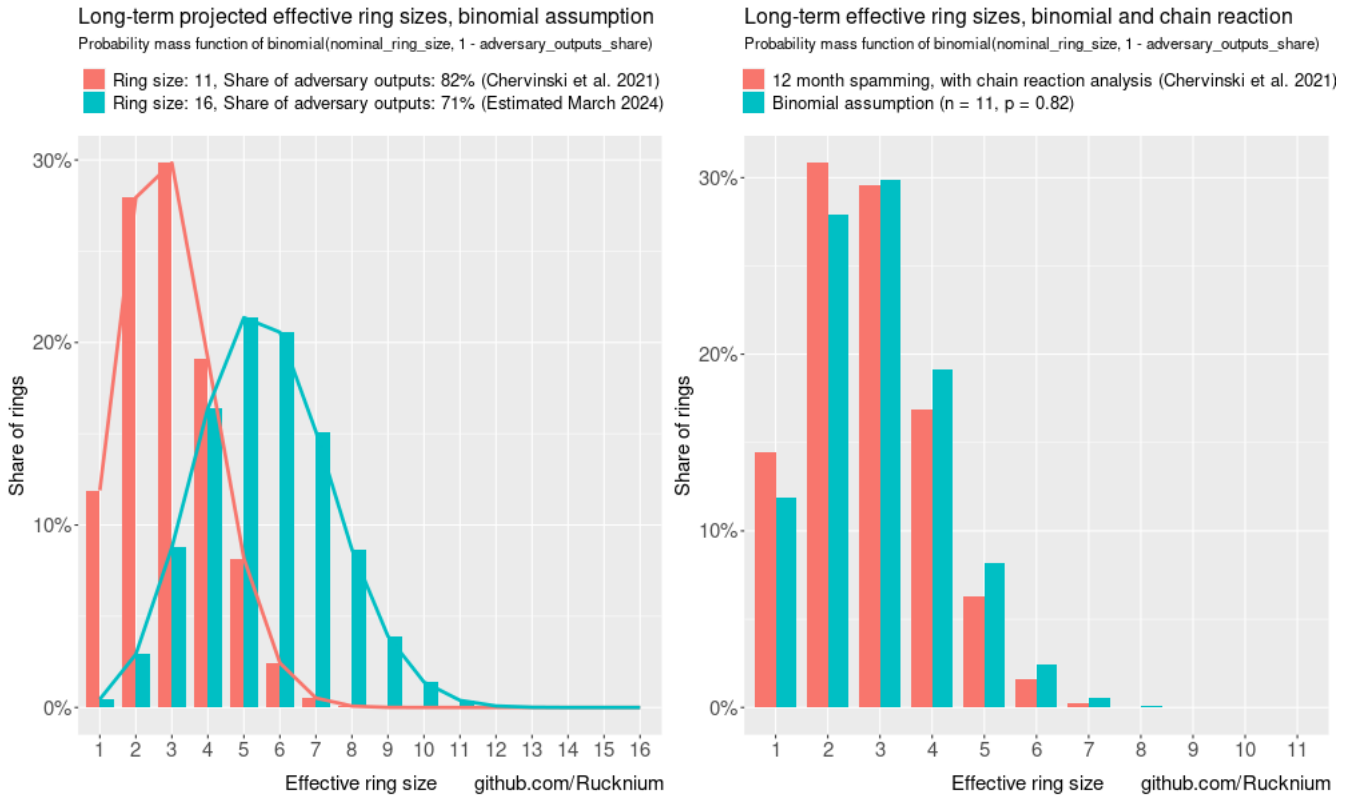 Long-term projected effective ring sizes, binomial assumption
Probability mass function of binomial(nominal_ring_size, 1 - adversary_outputs_share)
Ring size: 11, Share of adversary outputs: 82% (Chervinski et al. 2021)
Ring size: 16, Share of adversary outputs: 71% (Estimated March 2024)
30%
20%
10%
0%
Share of rings
1 2 3 4 5 6 7 8 9 10 11 12 13 14 15 16
Effective ring size
github.com/Rucknium
Long-term effective ring sizes, binomial and chain reaction
Probability mass function of binomial(nominal_ring_size, 1 - adversary_outputs_share)
12 month spamming, with chain reaction analysis (Chervinski et al. 2021)
Binomial assumption (n = 11, p = 0.82)
30%
20%
10%
0%
Share of rings
1 2 3 4 5 6 7 8 9 10 11
Effective ring size
github.com/Rucknium